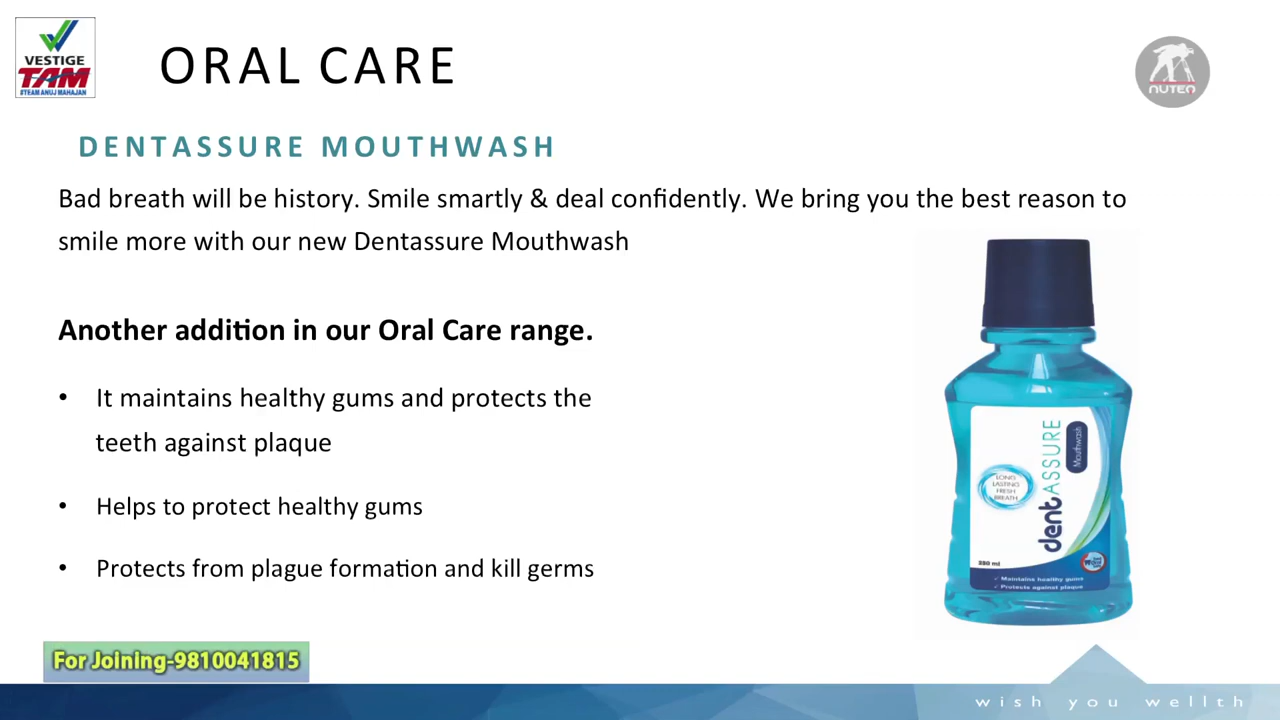 VESTIGE
TAM
#TEAM ANUJ MAHAJAN
ORAL CARE
NUTEQ
DENTASSURE MOUTHWASH
Bad breath will be history. Smile smartly & deal confidently. We bring you the best reason to
smile more with our new Dentassure Mouthwash
Another addition in our Oral Care range.
• It maintains healthy gums and protects the
teeth against plaque
• Helps to protect healthy gums
• Protects from plague formation and kill germs
LONG
LASTING
FRESH
BREATH
dentASSURE
Mouthwash
250 ml
✓ Maintains healthy gums
✓ Protects against plaque
For Joining-9810041815
wish you wellth